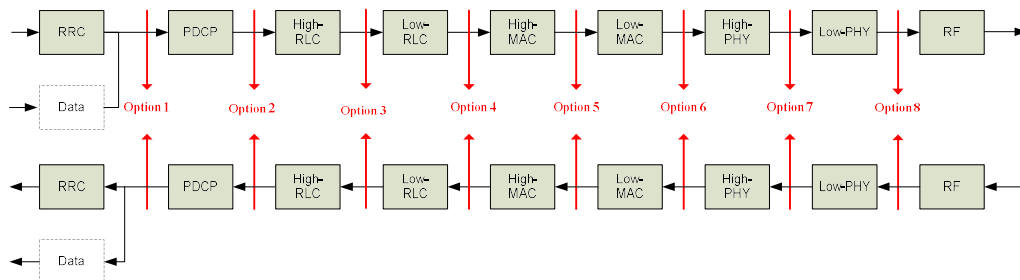 RRC
PDCP
High-
RLC
Low-
RLC
High-
MAC
Low-
MAC
High-
PHY
Low-PHY
RF
Data
Option 1
Option 2
Option 3
Option 4
Option 5
Option 6
Option 7
Option 8
RRC
PDCP
High-
RLC
Low-
RLC
High-
MAC
Low-
MAC
High-
PHY
Low-PHY
RF
Data